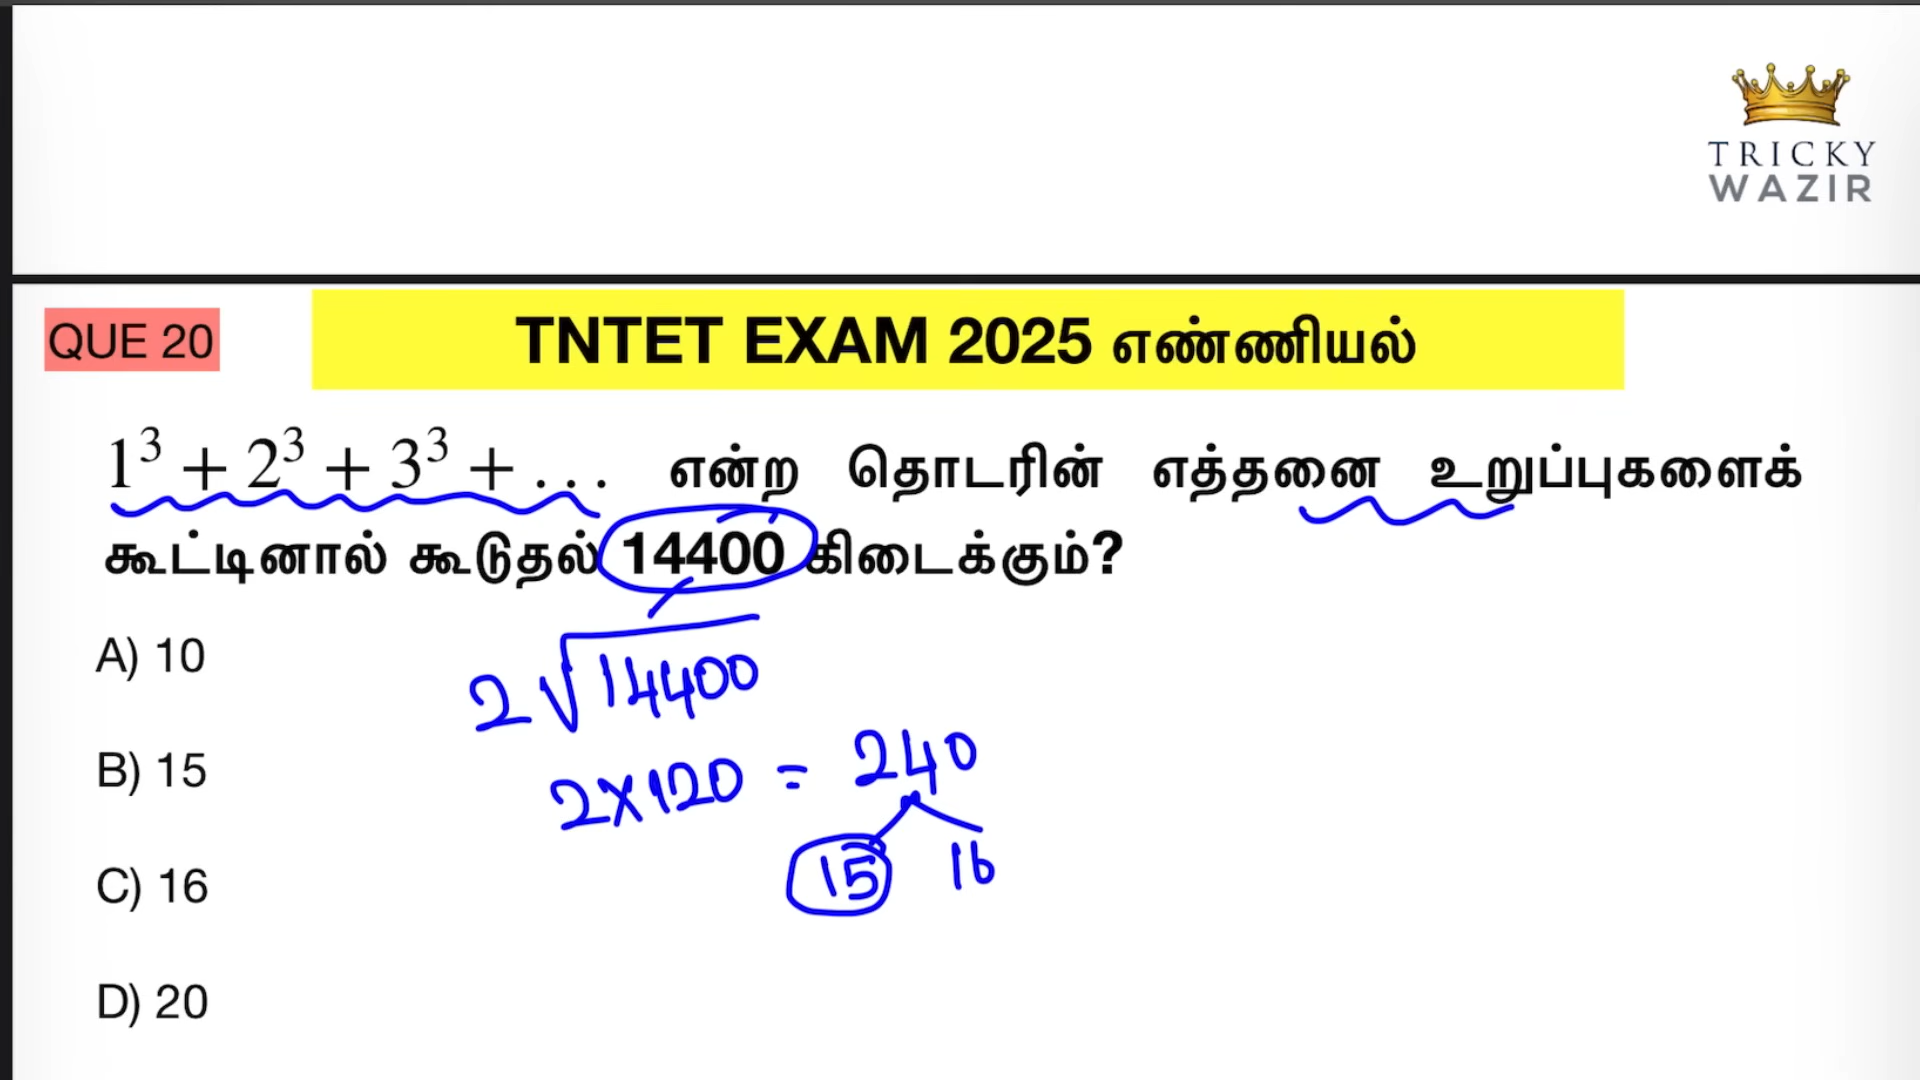 TRICKY
WAZIR
QUE 20
TNTET EXAM 2025 எண்ணியல்
1³ + 2³ + 3³ + ... என்ற தொடரின் எத்தனை உறுப்புகளைக்
கூட்டினால் கூடுதல் 14400 கிடைக்கும்?
A) 10
2√14400
B) 15
2×120 = 240
15 16
C) 16
D) 20